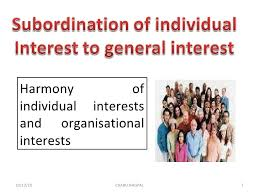 Subordination of individual
Interest to general interest
Harmony of
individual interests
and organisational
interests
1